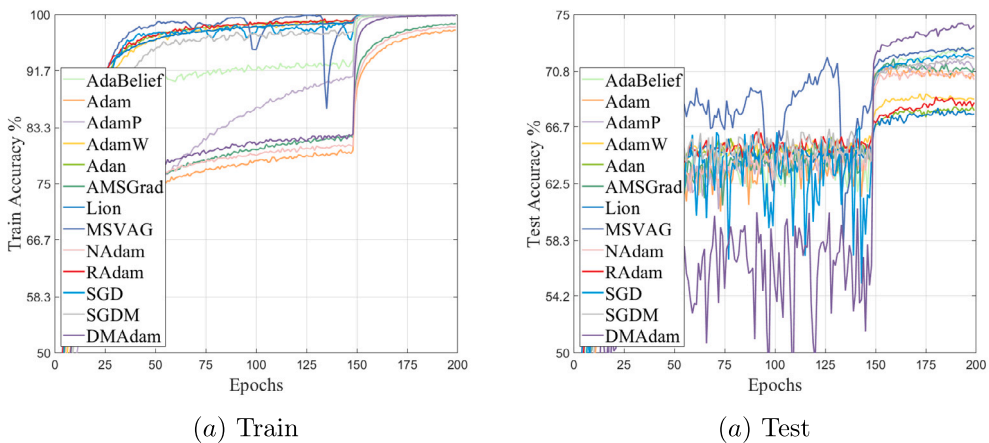 100
91.7
83.3
75
66.7
58.3
50
Train Accuracy %
AdaBelief
Adam
AdamP
AdamW
Adan
AMSGrad
Lion
MSVAG
NAdam
RAdam
SGD
SGDM
DMAdam
0 25 50 75 100 125 150 175 200
Epochs
(a) Train
75
70.8
66.7
62.5
58.3
54.2
50
Test Accuracy %
AdaBelief
Adam
AdamP
AdamW
Adan
AMSGrad
Lion
MSVAG
NAdam
RAdam
SGD
SGDM
DMAdam
0 25 50 75 100 125 150 175 200
Epochs
(a) Test